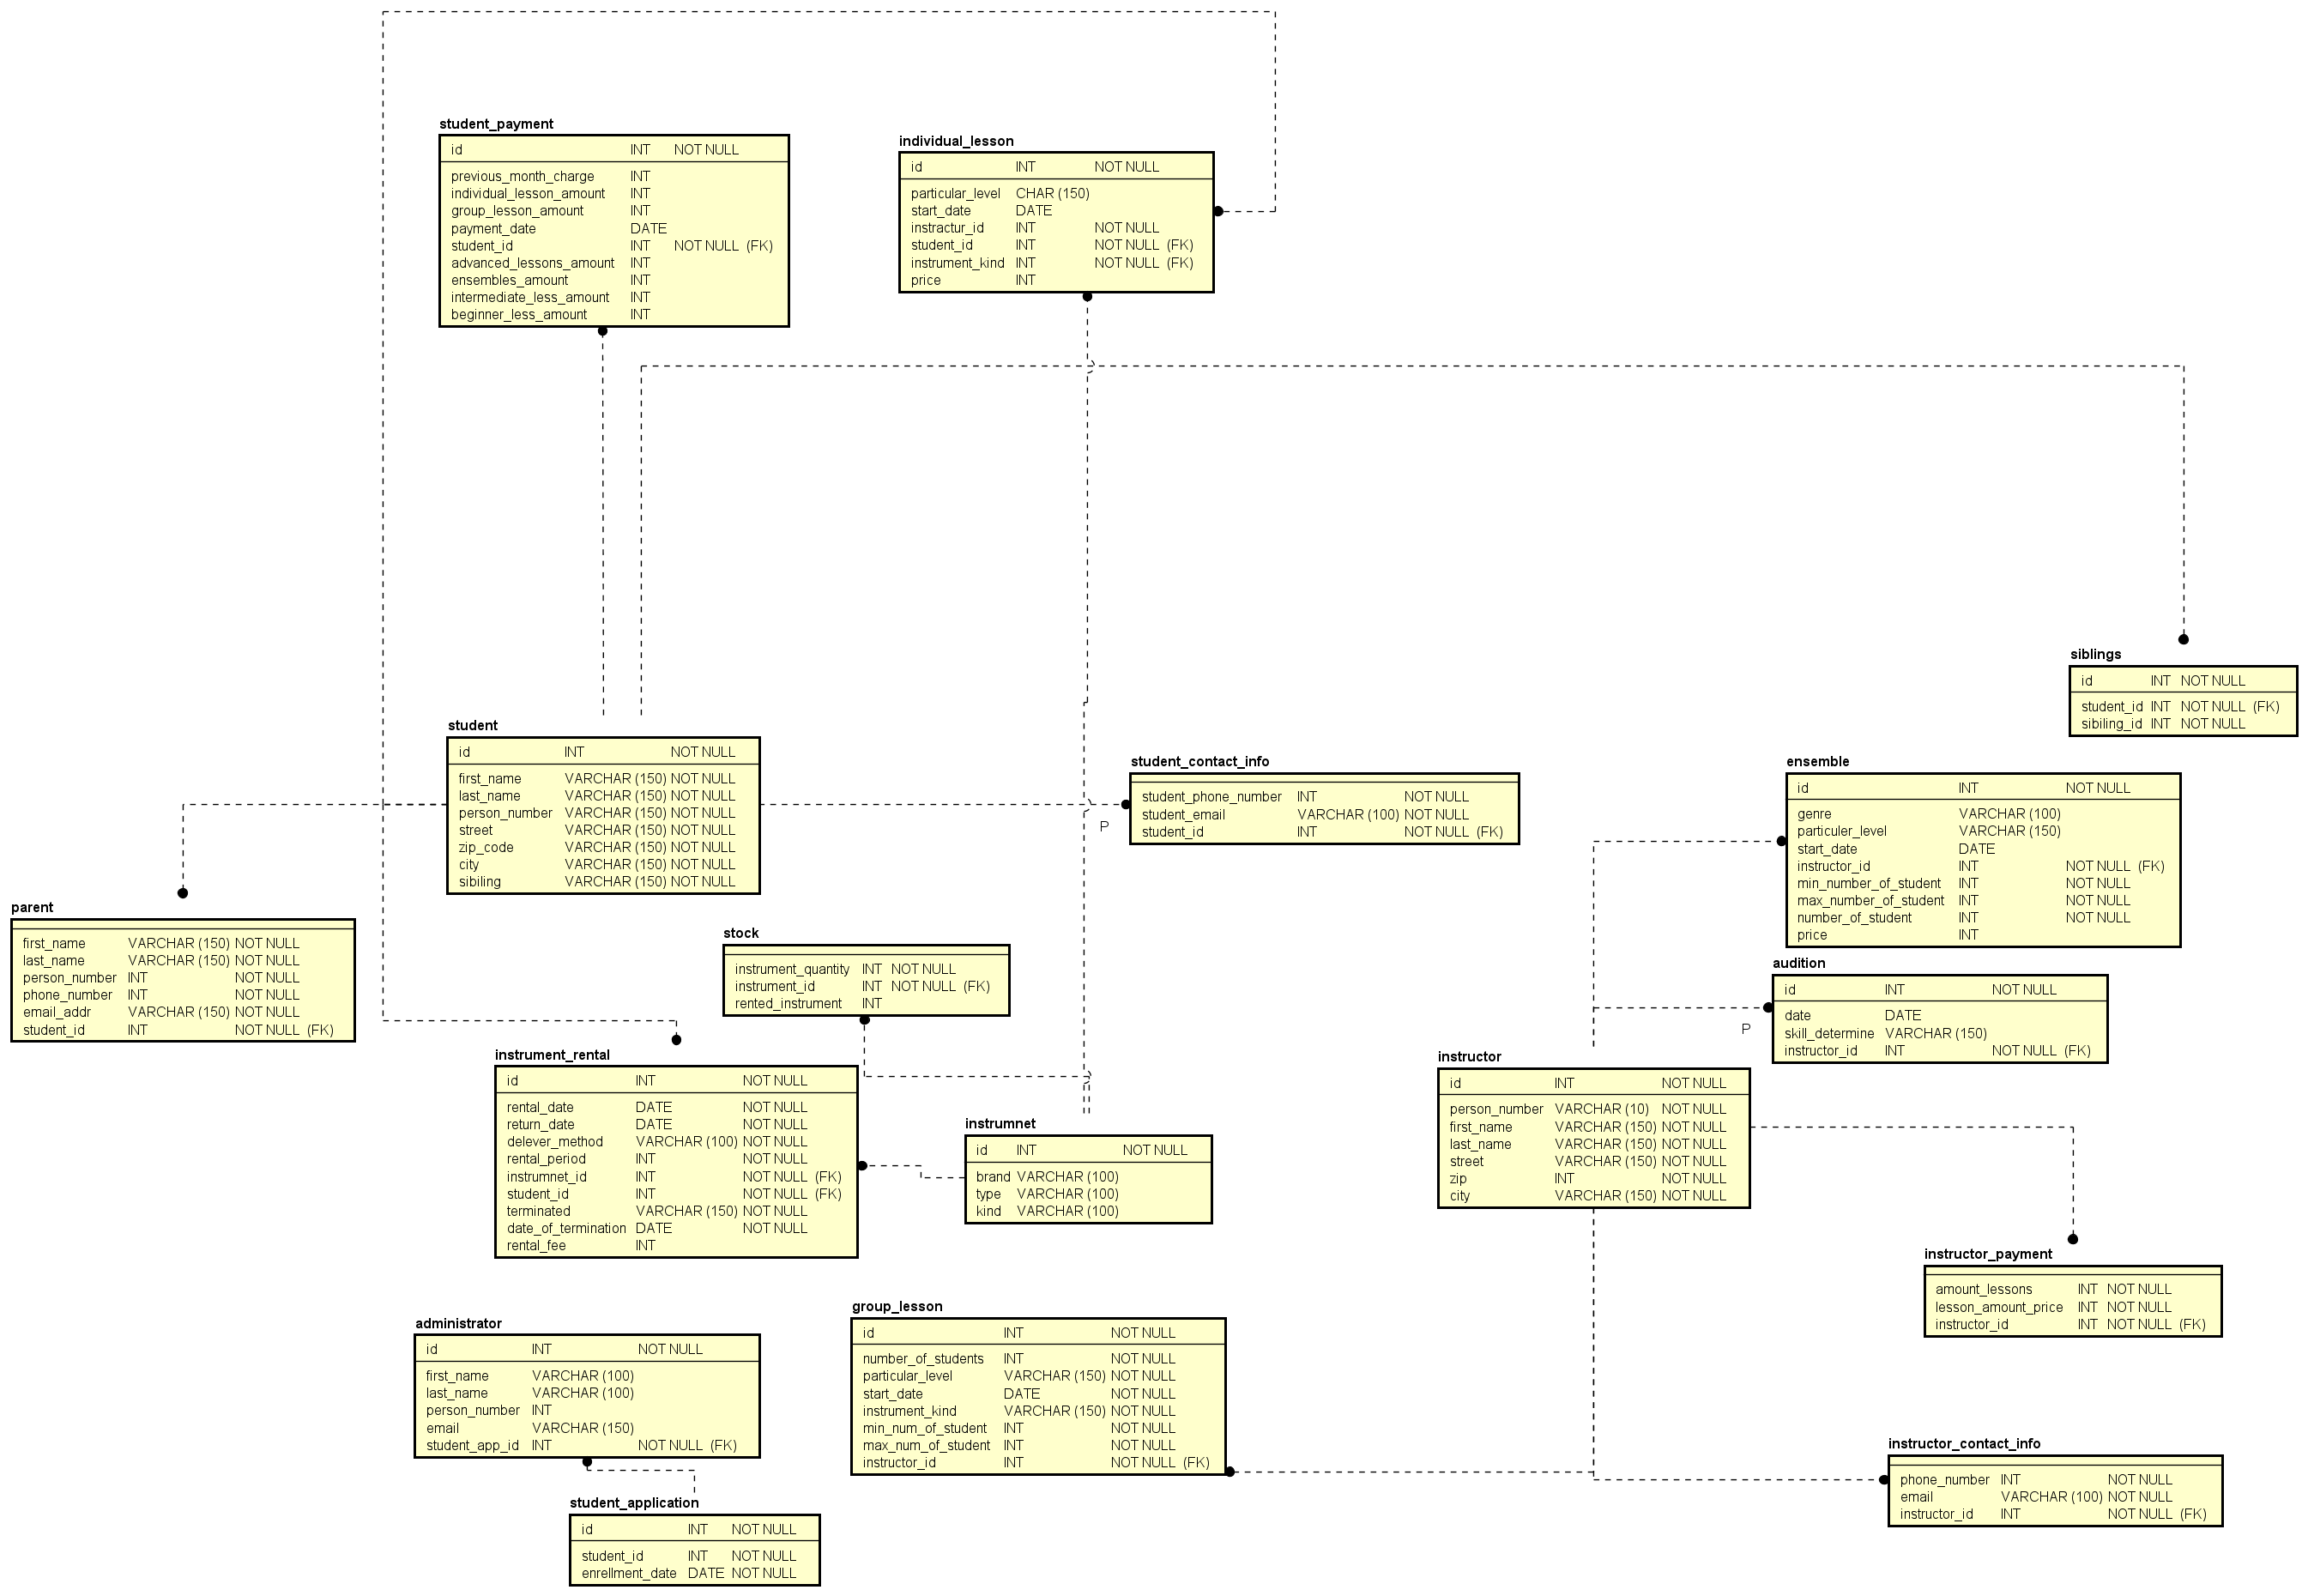 student_payment
id INT NOT NULL
previous_month_charge INT
individual_lesson_amount INT
group_lesson_amount INT
payment_date DATE
student_id INT NOT NULL (FK)
advanced_lessons_amount INT
ensembles_amount INT
intermediate_less_amount INT
beginner_less_amount INT
individual_lesson
id INT NOT NULL
particular_level CHAR (150)
start_date DATE
instractur_id INT NOT NULL
student_id INT NOT NULL (FK)
instrument_kind INT NOT NULL (FK)
price INT
siblings
id INT NOT NULL
student_id INT NOT NULL (FK)
sibiling_id INT NOT NULL
student
id INT NOT NULL
first_name VARCHAR (150) NOT NULL
last_name VARCHAR (150) NOT NULL
person_number VARCHAR (150) NOT NULL
street VARCHAR (150) NOT NULL
zip_code VARCHAR (150) NOT NULL
city VARCHAR (150) NOT NULL
sibiling VARCHAR (150) NOT NULL
student_contact_info
student_phone_number INT NOT NULL
student_email VARCHAR (100) NOT NULL
student_id INT NOT NULL (FK)
P
ensemble
id INT NOT NULL
genre VARCHAR (100)
particuler_level VARCHAR (150)
start_date DATE
instructor_id INT NOT NULL (FK)
min_number_of_student INT NOT NULL
max_number_of_student INT NOT NULL
number_of_student INT NOT NULL
price INT
parent
first_name VARCHAR (150) NOT NULL
last_name VARCHAR (150) NOT NULL
person_number INT NOT NULL
phone_number INT NOT NULL
email_addr VARCHAR (150) NOT NULL
student_id INT NOT NULL (FK)
stock
instrument_quantity INT NOT NULL
instrument_id INT NOT NULL (FK)
rented_instrument INT
audition
id INT NOT NULL
date DATE
skill_determine VARCHAR (150)
instructor_id INT NOT NULL (FK)
P
instrument_rental
id INT NOT NULL
rental_date DATE NOT NULL
return_date DATE NOT NULL
delever_method VARCHAR (100) NOT NULL
rental_period INT NOT NULL
instrumnet_id INT NOT NULL (FK)
student_id INT NOT NULL (FK)
terminated VARCHAR (150) NOT NULL
date_of_termination DATE NOT NULL
rental_fee INT
instrumnet
id INT NOT NULL
brand VARCHAR (100)
type VARCHAR (100)
kind VARCHAR (100)
instructor
id INT NOT NULL
person_number VARCHAR (10) NOT NULL
first_name VARCHAR (150) NOT NULL
last_name VARCHAR (150) NOT NULL
street VARCHAR (150) NOT NULL
zip INT NOT NULL
city VARCHAR (150) NOT NULL
instructor_payment
amount_lessons INT NOT NULL
lesson_amount_price INT NOT NULL
instructor_id INT NOT NULL (FK)
administrator
id INT NOT NULL
first_name VARCHAR (100)
last_name VARCHAR (100)
person_number INT
email VARCHAR (150)
student_app_id INT NOT NULL (FK)
group_lesson
id INT NOT NULL
number_of_students INT NOT NULL
particular_level VARCHAR (150) NOT NULL
start_date DATE NOT NULL
instrument_kind VARCHAR (150) NOT NULL
min_num_of_student INT NOT NULL
max_num_of_student INT NOT NULL
instructor_id INT NOT NULL (FK)
instructor_contact_info
phone_number INT NOT NULL
email VARCHAR (100) NOT NULL
instructor_id INT NOT NULL (FK)
student_application
id INT NOT NULL
student_id INT NOT NULL
enrellment_date DATE NOT NULL